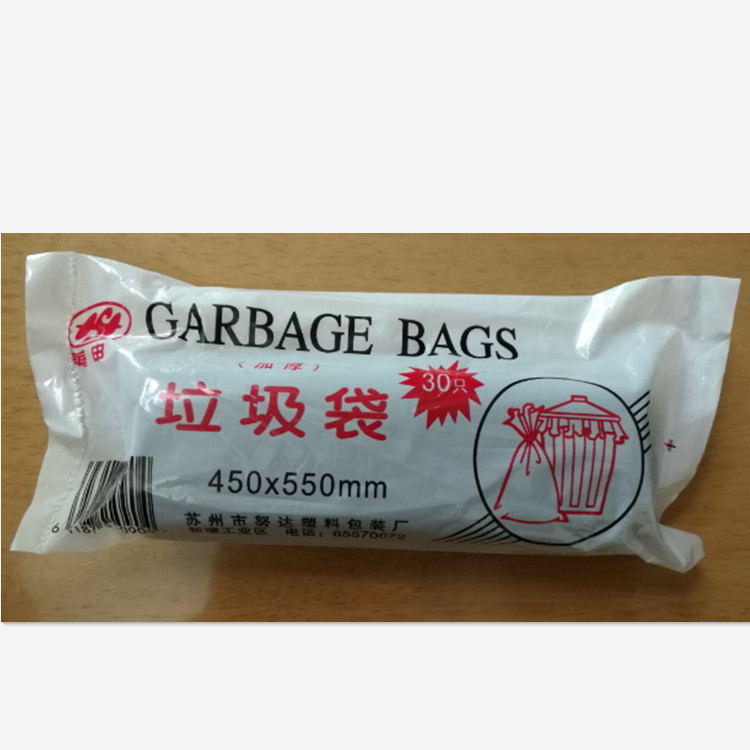 GARBAGE BAGS
(加厚)
垃圾袋
30只
450x550mm
苏州市努达塑料包装厂
电话:65570072